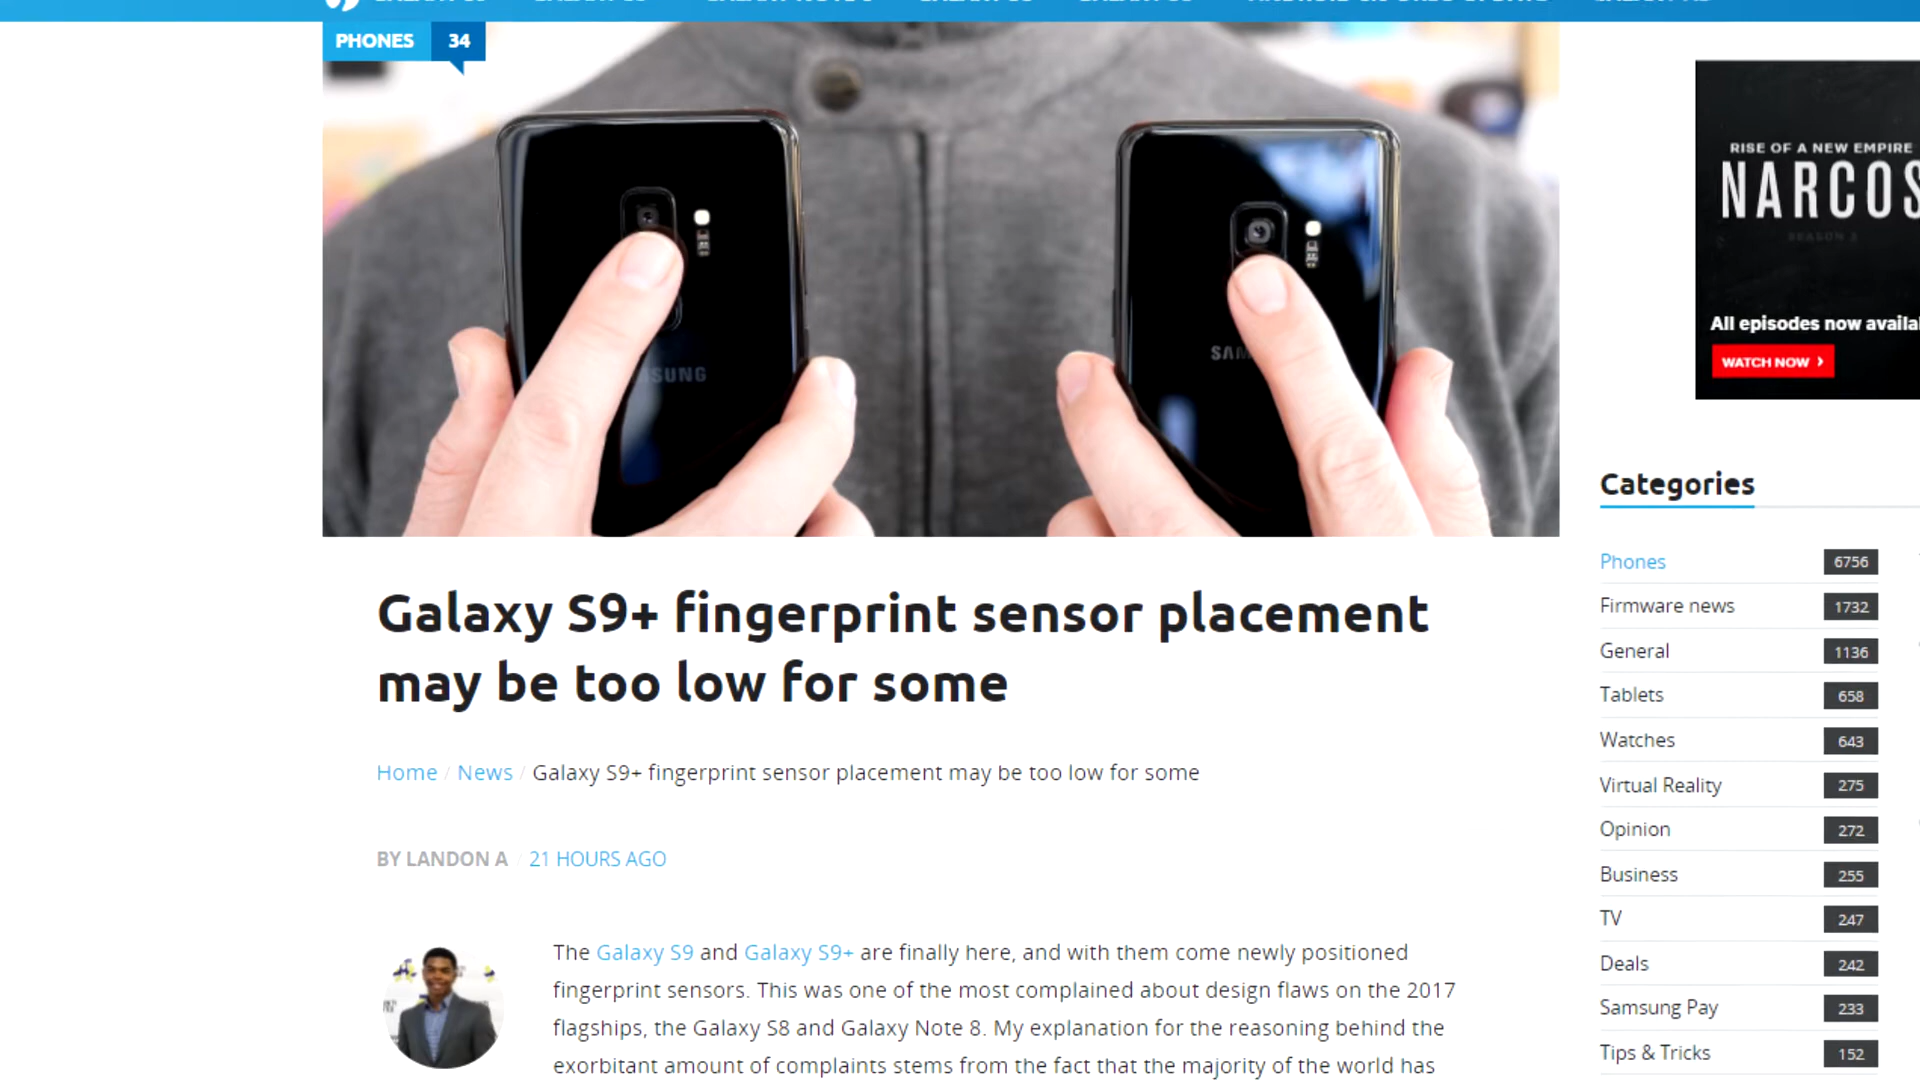 PHONES 34
RISE OF A NEW EMPIRE
NARCOS
SEASON 3
All episodes now
WATCH NOW
SUNG
Categories
Phones 6756
Firmware news 1732
General 1136
Tablets 658
Watches 643
Virtual Reality 275
Opinion 272
Business 255
TV 247
Deals 242
Samsung Pay 233
Tips & Tricks 152
Galaxy S9+ fingerprint sensor placement
may be too low for some
Home / News / Galaxy S9+ fingerprint sensor placement may be too low for some
BY LANDON A / 21 HOURS AGO
The Galaxy S9 and Galaxy S9+ are finally here, and with them come newly positioned
fingerprint sensors. This was one of the most complained about design flaws on the 2017
flagships, the Galaxy S8 and Galaxy Note 8. My explanation for the reasoning behind the
exorbitant amount of complaints stems from the fact that the majority of the world has